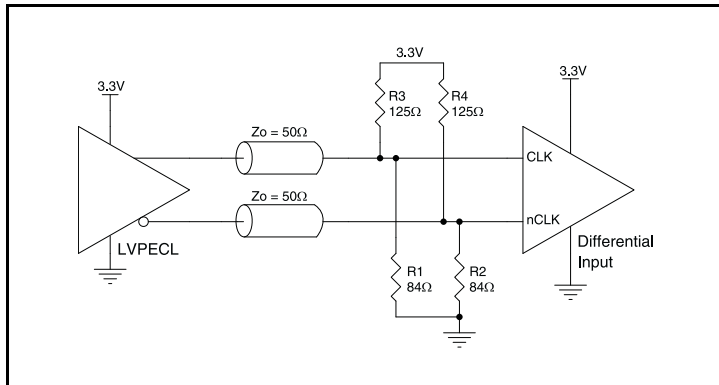 3.3V
3.3V
3.3V
R3
125Ω
R4
125Ω
Zo = 50Ω
CLK
Zo = 50Ω
nCLK
LVPECL
Differential
Input
R1
84Ω
R2
84Ω